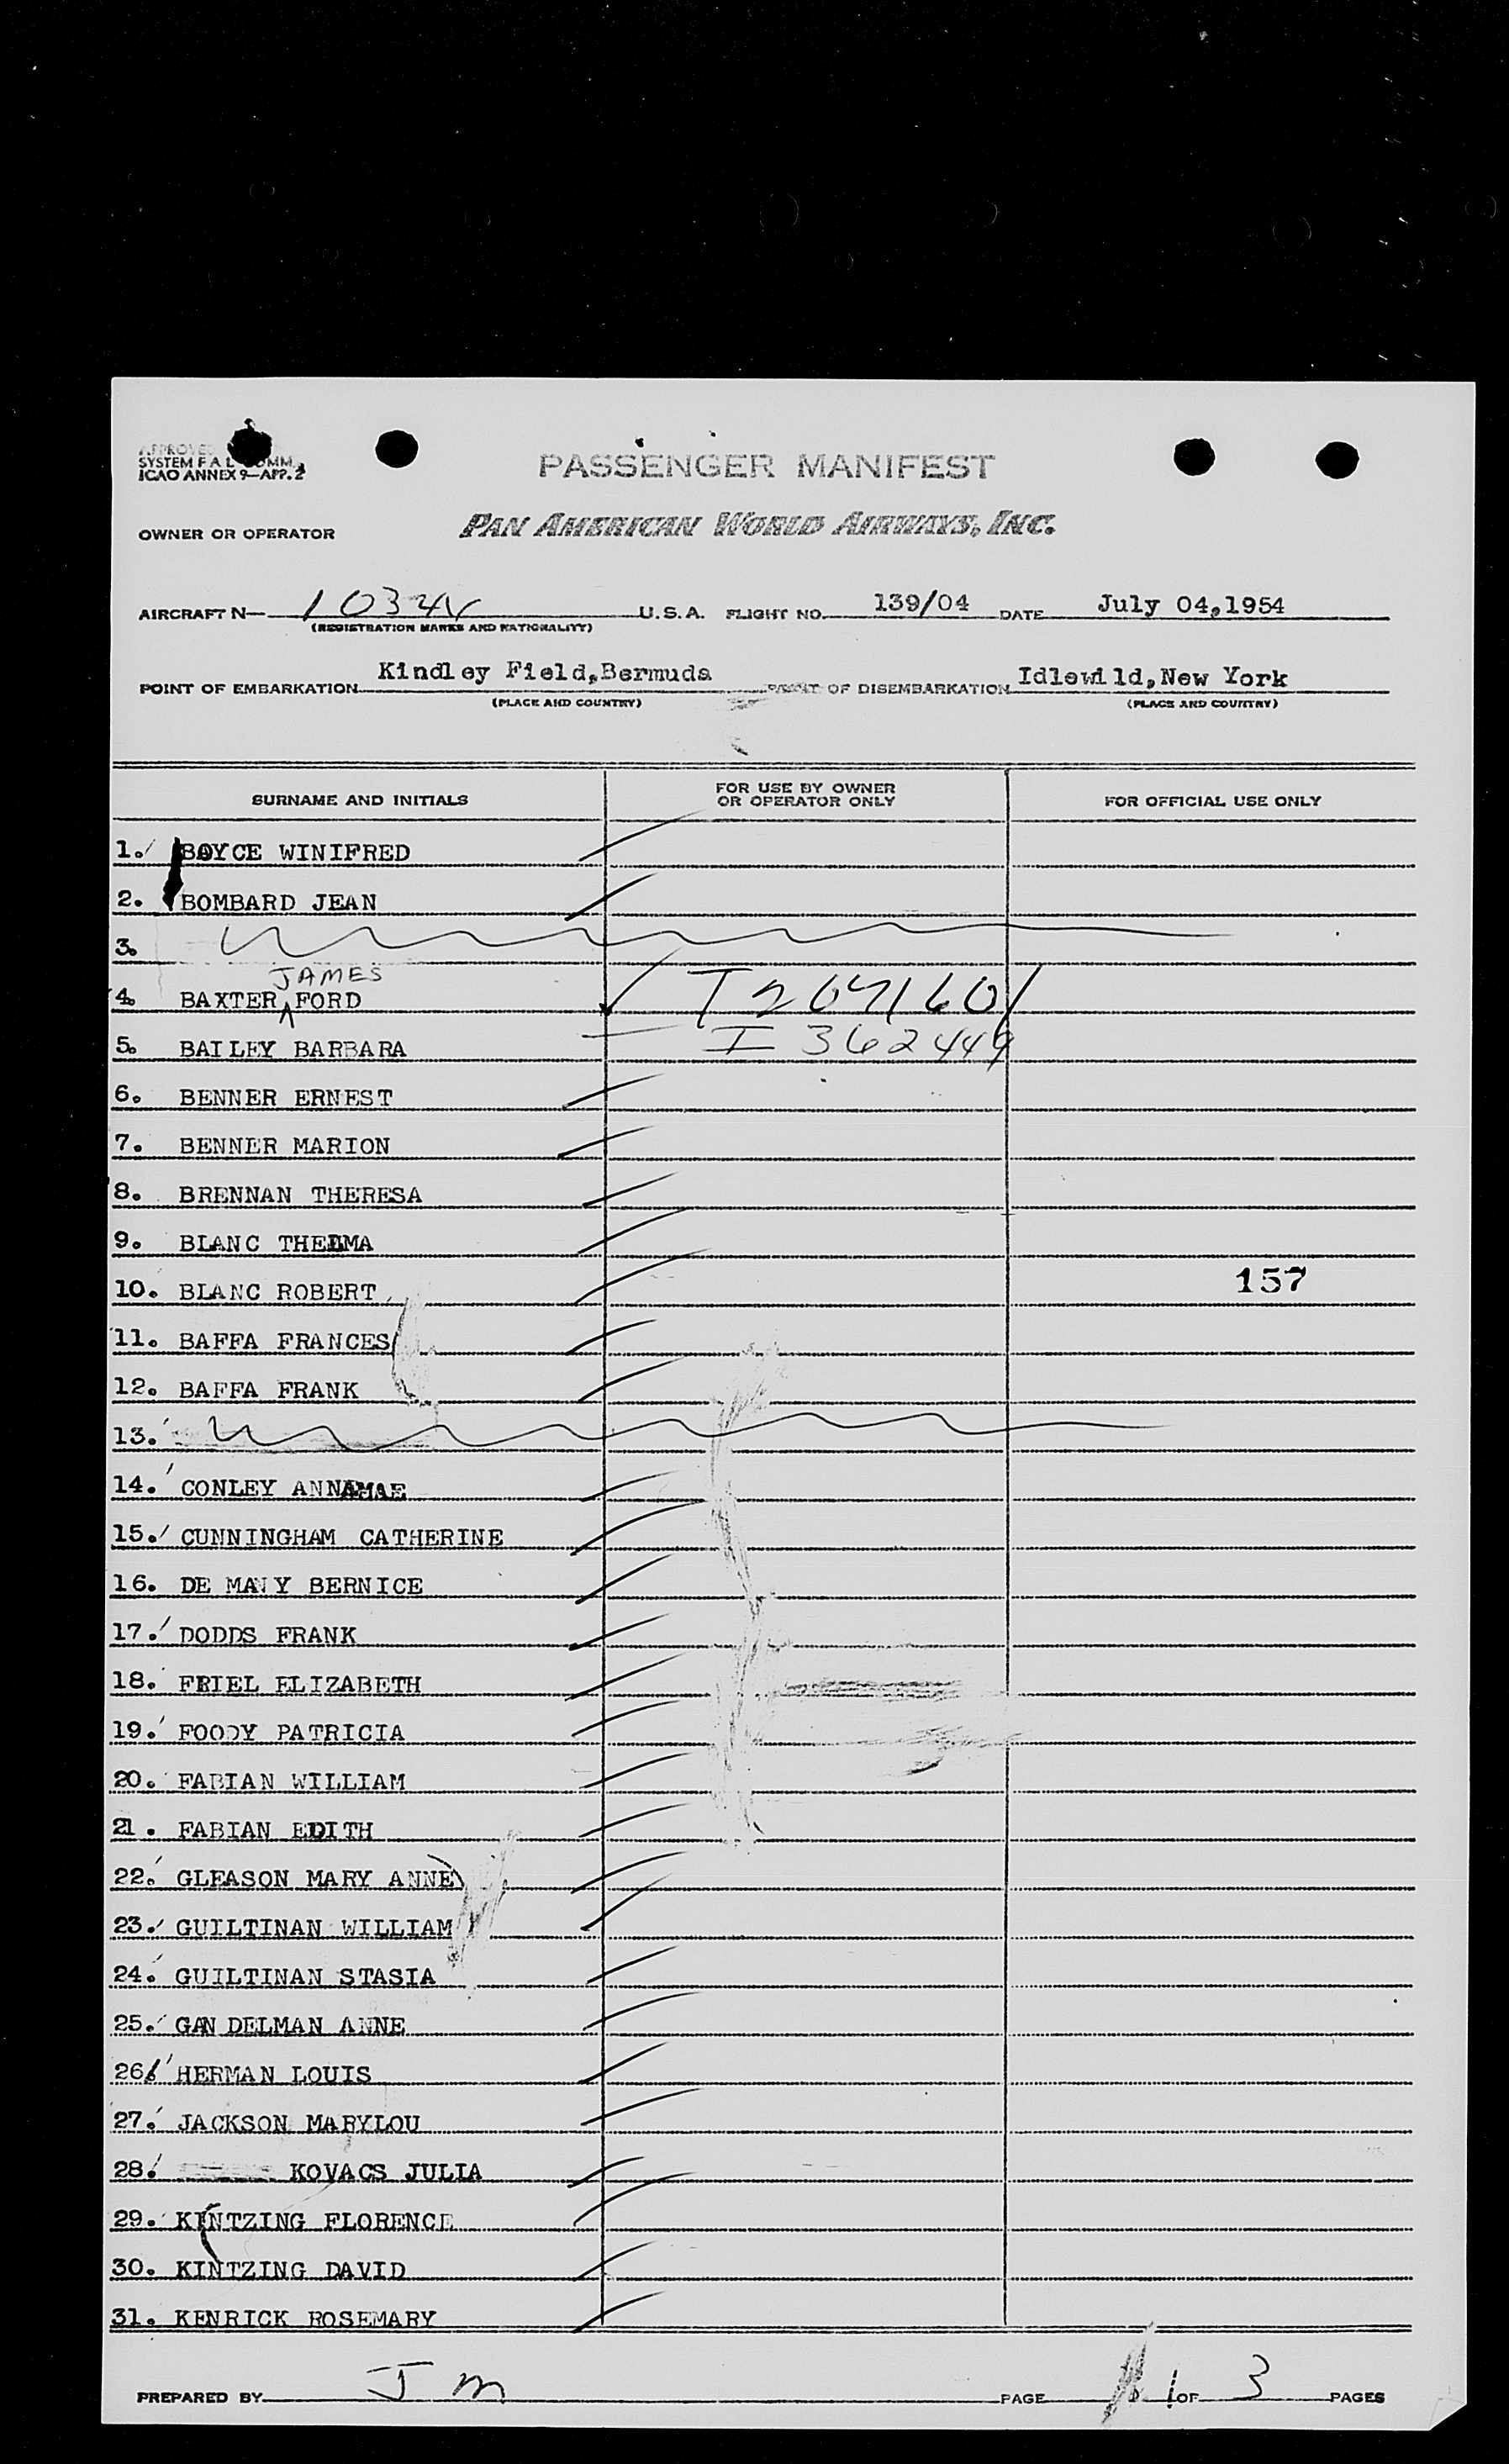 APPROVED
SYSTEM F A L COMM.
ICAO ANNEX 9—APP. 2
PASSENGER MANIFEST
OWNER OR OPERATOR PAN AMERICAN WORLD AIRWAYS, INC.
AIRCRAFT N— 1034V U.S.A. FLIGHT NO. 139/04 DATE July 04,1954
(REGISTRATION MARKS AND NATIONALITY)
POINT OF EMBARKATION Kindley Field,Bermuda POINT OF DISEMBARKATION Idlewild,New York
(PLACE AND COUNTRY) (PLACE AND COUNTRY)
SURNAME AND INITIALS FOR USE BY OWNER OR OPERATOR ONLY FOR OFFICIAL USE ONLY
1. BOYCE WINIFRED
2. BOMBARD JEAN
3.
JAMES
4. BAXTER FORD
5. BAILEY BARBARA I 362449
6. BENNER ERNEST
7. BENNER MARION
8. BRENNAN THERESA
9. BLANC THELMA
10. BLANC ROBERT 157
11. BAFFA FRANCES
12. BAFFA FRANK
13.
14. CONLEY ANNAMAE
15. CUNNINGHAM CATHERINE
16. DE BERNICE
17. DODDS FRANK
18. FRIEL ELIZABETH
19. FOODY PATRICIA
20. FABIAN WILLIAM
21. FABIAN EDITH
22. GLEASON MARY ANNE
23. GUILTINAN WILLIAM
24. GUILTINAN STASIA
25. GAN DELMAN ANNE
26. HERMAN LOUIS
27. JACKSON MARYLOU
28. KOVACS JULIA
29. KINTZING FLORENCE
30. KINTZING DAVID
31. KENRICK ROSEMARY
PREPARED BY J m PAGE 1 OF 3 PAGES